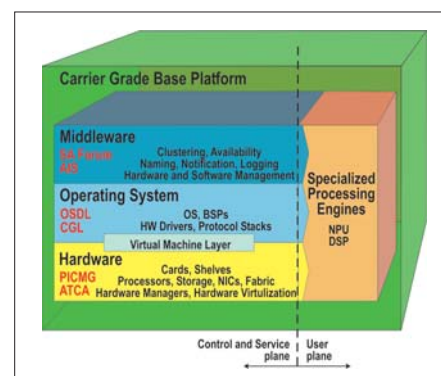 Carrier Grade Base Platform
Middleware
SA Forum
AIS
Clustering, Availability
Naming, Notification, Logging
Hardware and Software Management
Operating System
OSDL
CGL
OS, BSPs
HW Drivers, Protocol Stacks
Virtual Machine Layer
Hardware
PICMG
ATCA
Cards, Shelves
Processors, Storage, NICs, Fabric
Hardware Managers, Hardware Virtulization
Specialized
Processing
Engines
NPU
DSP
Control and Service
plane
User
plane